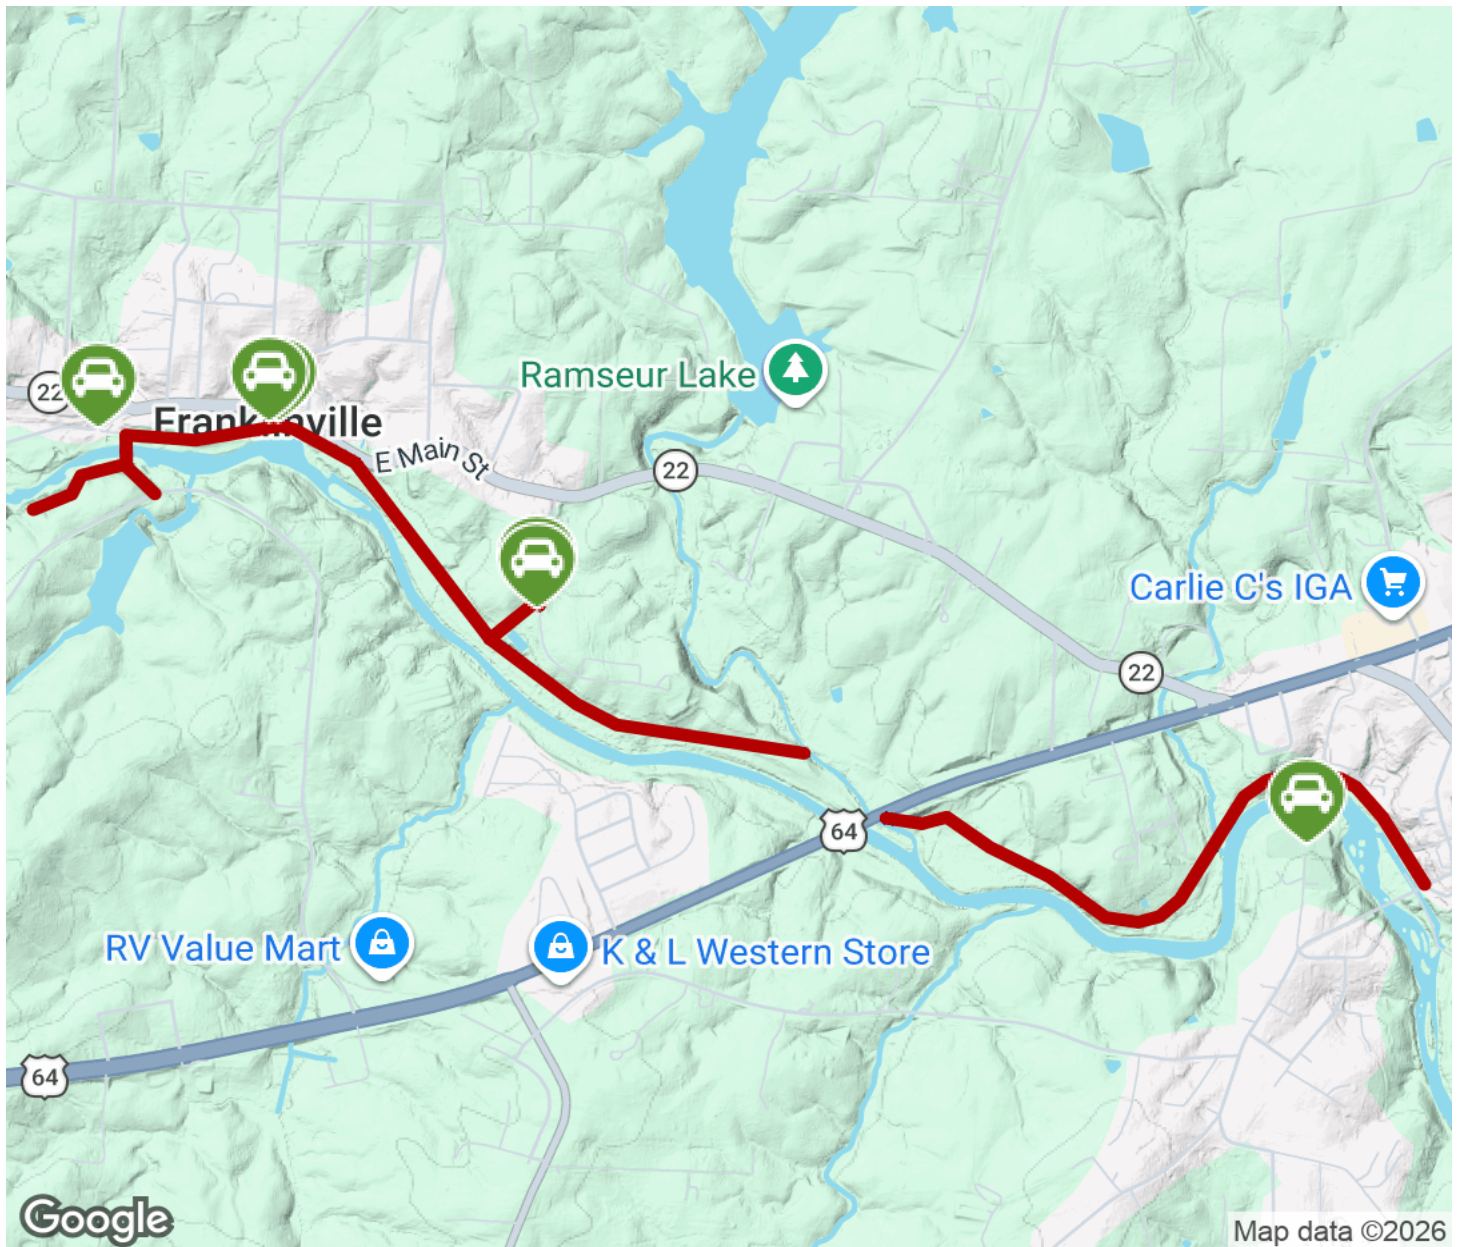 Ramseur Lake
22
Franklinville
E Main St
22
Carlie C's IGA
22
64
RV Value Mart
K & L Western Store
64
Google
Map data ©2026